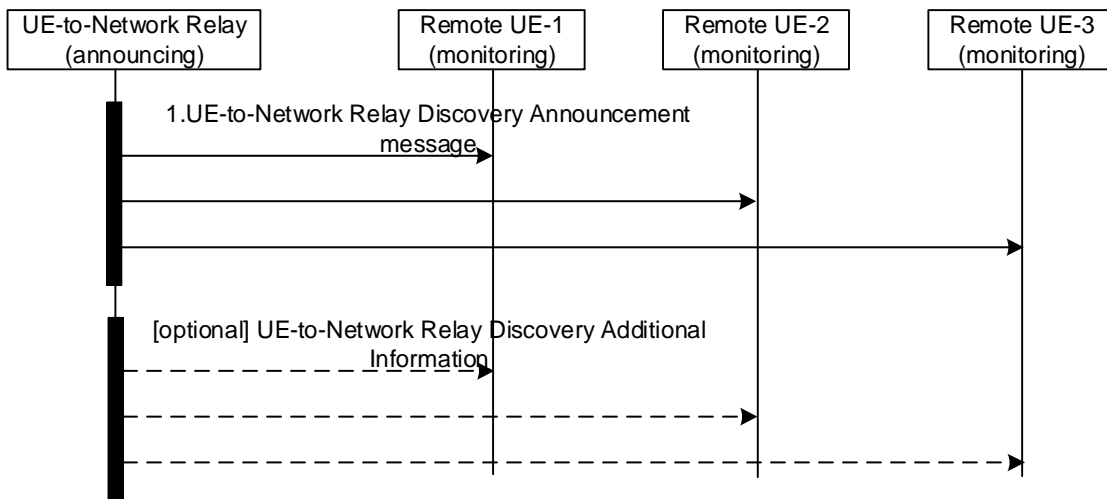 UE-to-Network Relay
(announcing)
Remote UE-1
(monitoring)
Remote UE-2
(monitoring)
Remote UE-3
(monitoring)
1.UE-to-Network Relay Discovery Announcement
message
[optional] UE-to-Network Relay Discovery Additional
Information